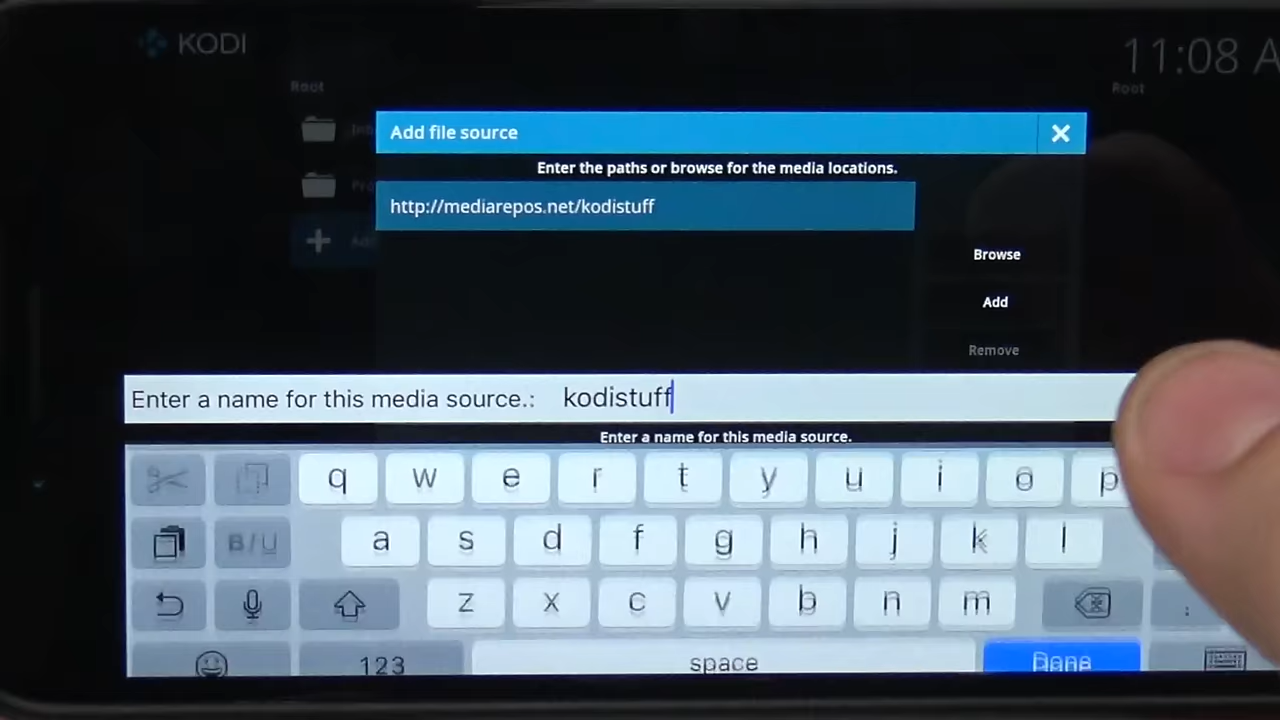 KODI
11:08 A
Root
Root
Add file source
Enter the paths or browse for the media locations.
http://mediarepos.net/kodistuff
Browse
Add
Remove
Enter a name for this media source.: kodistuff
Enter a name for this media source.
q w e r t y u i o p
B I U
a s d f g h j k l
z x c v b n m
123
space
Done